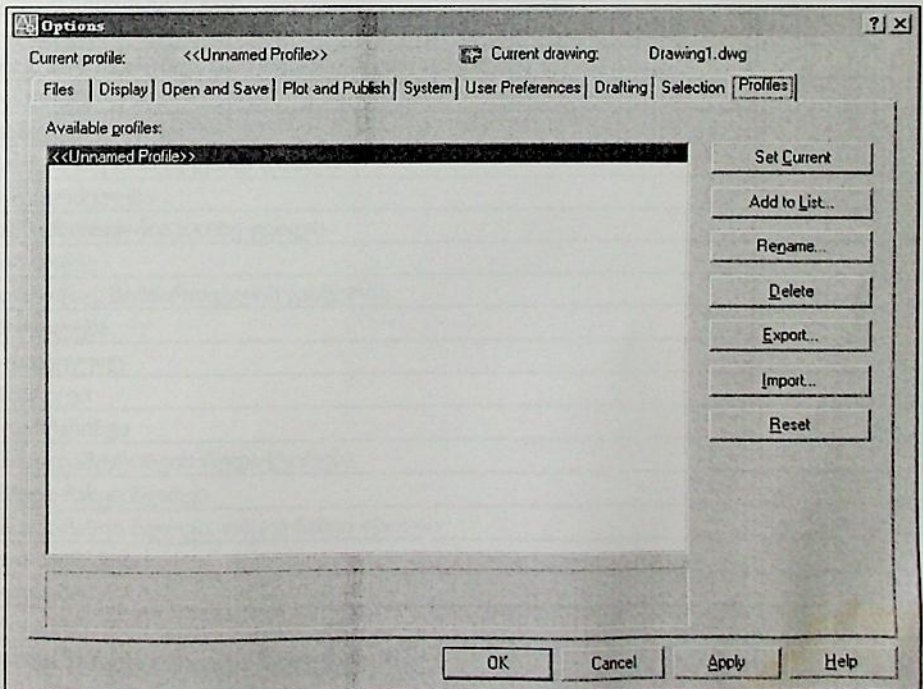 Options
Current profile: <<Unnamed Profile>> Current drawing: Drawing1.dwg
Files Display Open and Save Plot and Publish System User Preferences Drafting Selection Profiles
Available profiles:
<<Unnamed Profile>>
Set Current
Add to List...
Rename...
Delete
Export...
Import...
Reset
OK Cancel Apply Help